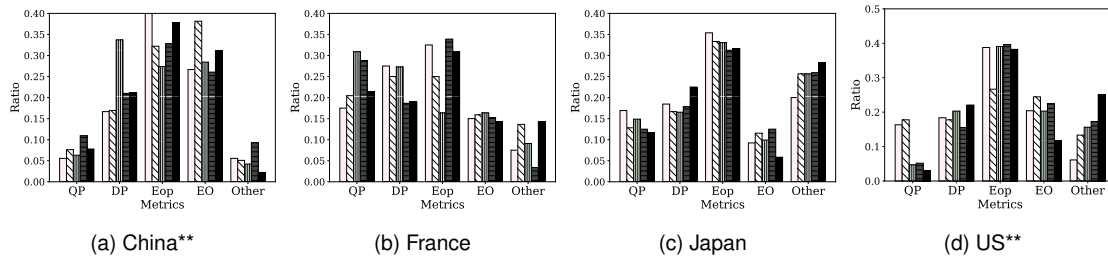 0.40
0.35
0.30
0.25
0.20
0.15
0.10
0.05
0.00
Ratio
QP DP Eop EO Other
Metrics
(a) China**
0.40
0.35
0.30
0.25
0.20
0.15
0.10
0.05
0.00
Ratio
QP DP Eop EO Other
Metrics
(b) France
0.40
0.35
0.30
0.25
0.20
0.15
0.10
0.05
0.00
Ratio
QP DP Eop EO Other
Metrics
(c) Japan
0.5
0.4
0.3
0.2
0.1
0.0
Ratio
QP DP Eop EO Other
Metrics
(d) US**